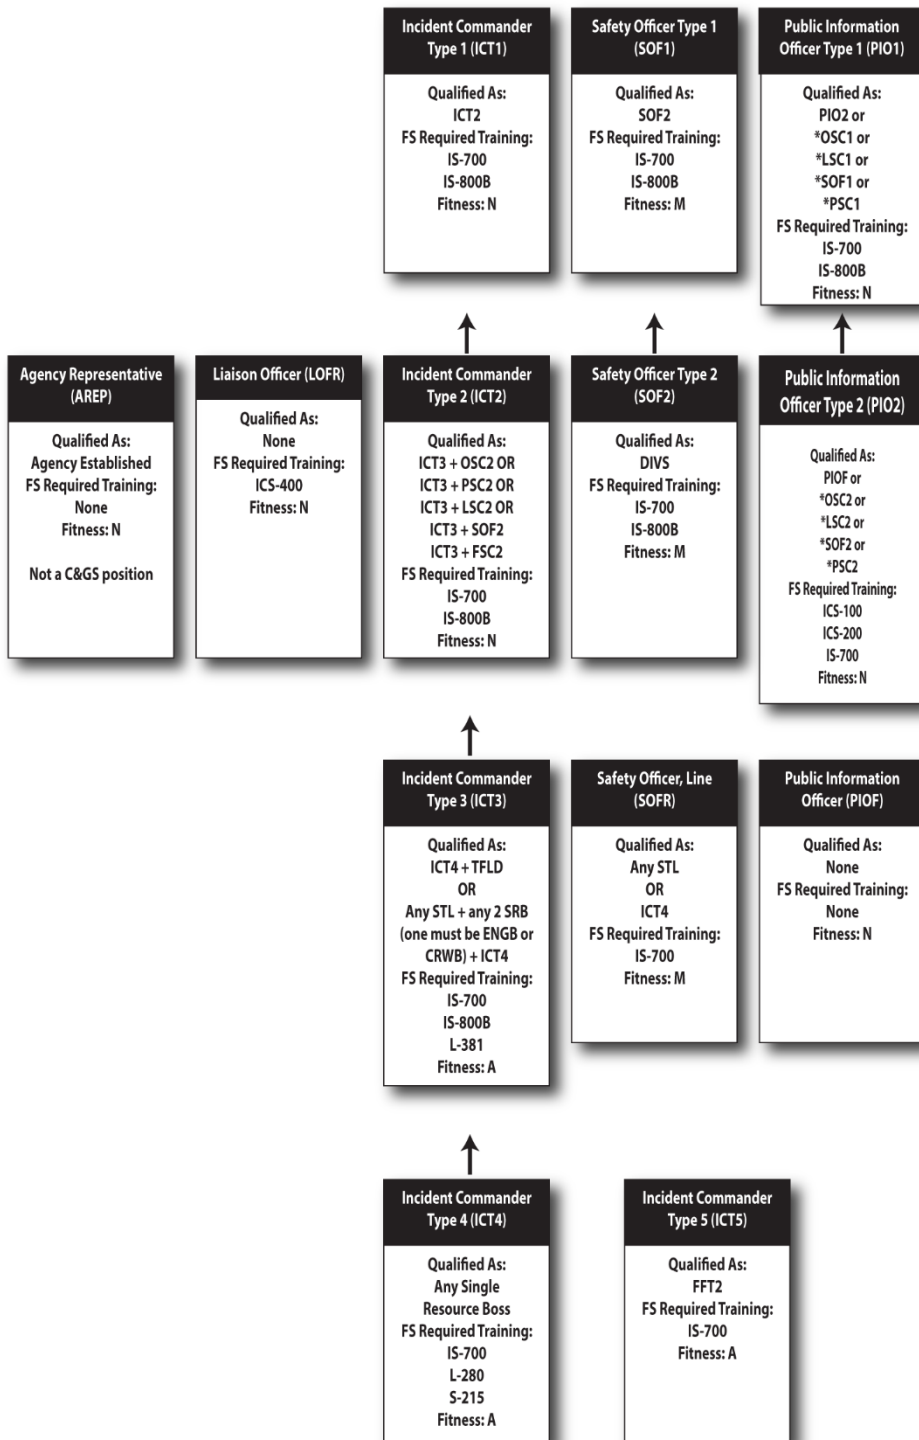 Incident Commander
Type 1 (ICT1)
Qualified As:
ICT2
FS Required Training:
IS-700
IS-800B
Fitness: N
Safety Officer Type 1
(SOF1)
Qualified As:
SOF2
FS Required Training:
IS-700
IS-800B
Fitness: M
Public Information
Officer Type 1 (PIO1)
Qualified As:
PIO2 or
*OSC1 or
*LSC1 or
*SOF1 or
*PSC1
FS Required Training:
IS-700
IS-800B
Fitness: N
Agency Representative
(AREP)
Qualified As:
Agency Established
FS Required Training:
None
Fitness: N
Not a C&GS position
Liaison Officer (LOFR)
Qualified As:
None
FS Required Training:
ICS-400
Fitness: N
Incident Commander
Type 2 (ICT2)
Qualified As:
ICT3 + OSC2 OR
ICT3 + PSC2 OR
ICT3 + LSC2 OR
ICT3 + SOF2
ICT3 + FSC2
FS Required Training:
IS-700
IS-800B
Fitness: N
Safety Officer Type 2
(SOF2)
Qualified As:
DIVS
FS Required Training:
IS-700
IS-800B
Fitness: M
Public Information
Officer Type 2 (PIO2)
Qualified As:
PIOF or
*OSC2 or
*LSC2 or
*SOF2 or
*PSC2
FS Required Training:
ICS-100
ICS-200
IS-700
Fitness: N
Incident Commander
Type 3 (ICT3)
Qualified As:
ICT4 + TFLD
OR
Any STL + any 2 SRB
(one must be ENGB or
CRWB) + ICT4
FS Required Training:
IS-700
IS-800B
L-381
Fitness: A
Safety Officer, Line
(SOFR)
Qualified As:
Any STL
OR
ICT4
FS Required Training:
IS-700
Fitness: M
Public Information
Officer (PIOF)
Qualified As:
None
FS Required Training:
None
Fitness: N
Incident Commander
Type 4 (ICT4)
Qualified As:
Any Single
Resource Boss
FS Required Training:
IS-700
L-280
S-215
Fitness: A
Incident Commander
Type 5 (ICT5)
Qualified As:
FFT2
FS Required Training:
IS-700
Fitness: A